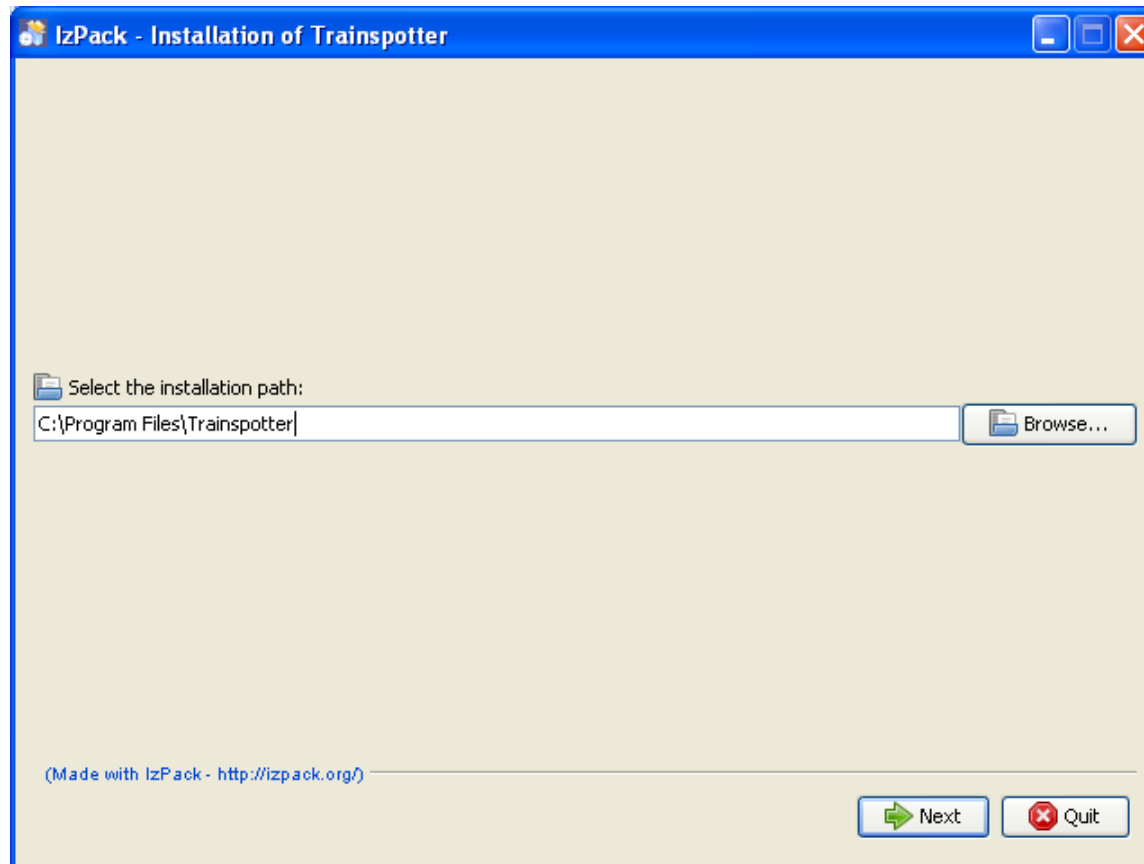 IzPack - Installation of Trainspotter
Select the installation path:
C:\Program Files\Trainspotter
Browse...
(Made with IzPack - http://izpack.org/)
Next
Quit